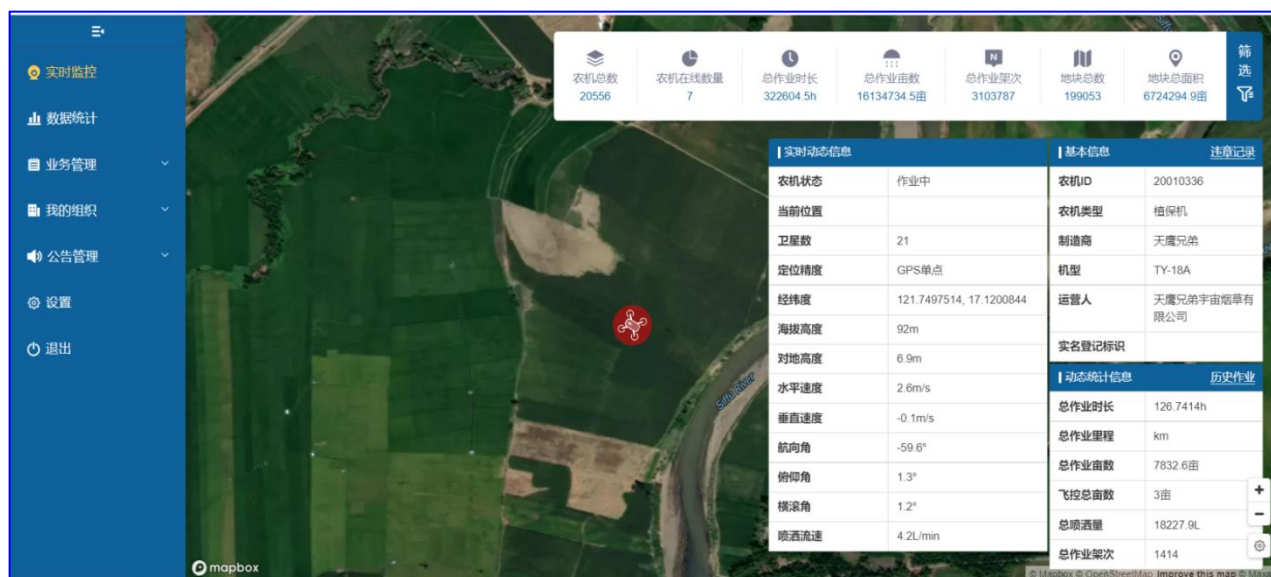 实时监控
数据统计
业务管理
我的组织
公告管理
设置
退出
农机总数 农机在线数量 总作业时长 总作业亩数 总作业架次 地块总数 地块总面积
20556 7 322604.5h 16134734.5亩 3103787 199053 6724294.9亩
筛
选
实时动态信息
农机状态 作业中
当前位置
卫星数 21
定位精度 GPS单点
经纬度 121.7497514, 17.1200844
海拔高度 92m
对地高度 6.9m
水平速度 2.6m/s
垂直速度 -0.1m/s
航向角 -59.6°
俯仰角 1.3°
横滚角 1.2°
喷洒流速 4.2L/min
基本信息 违章记录
农机ID 20010336
农机类型 植保机
制造商 天鹰兄弟
机型 TY-18A
运营人 天鹰兄弟宇宙烟草有
限公司
实名登记标识
动态统计信息 历史作业
总作业时长 126.7414h
总作业里程 km
总作业亩数 7832.6亩
飞控总亩数 3亩
总喷洒量 18227.9L
总作业架次 1414
River
mapbox
© Mapbox © OpenStreetMap Improve this map ©